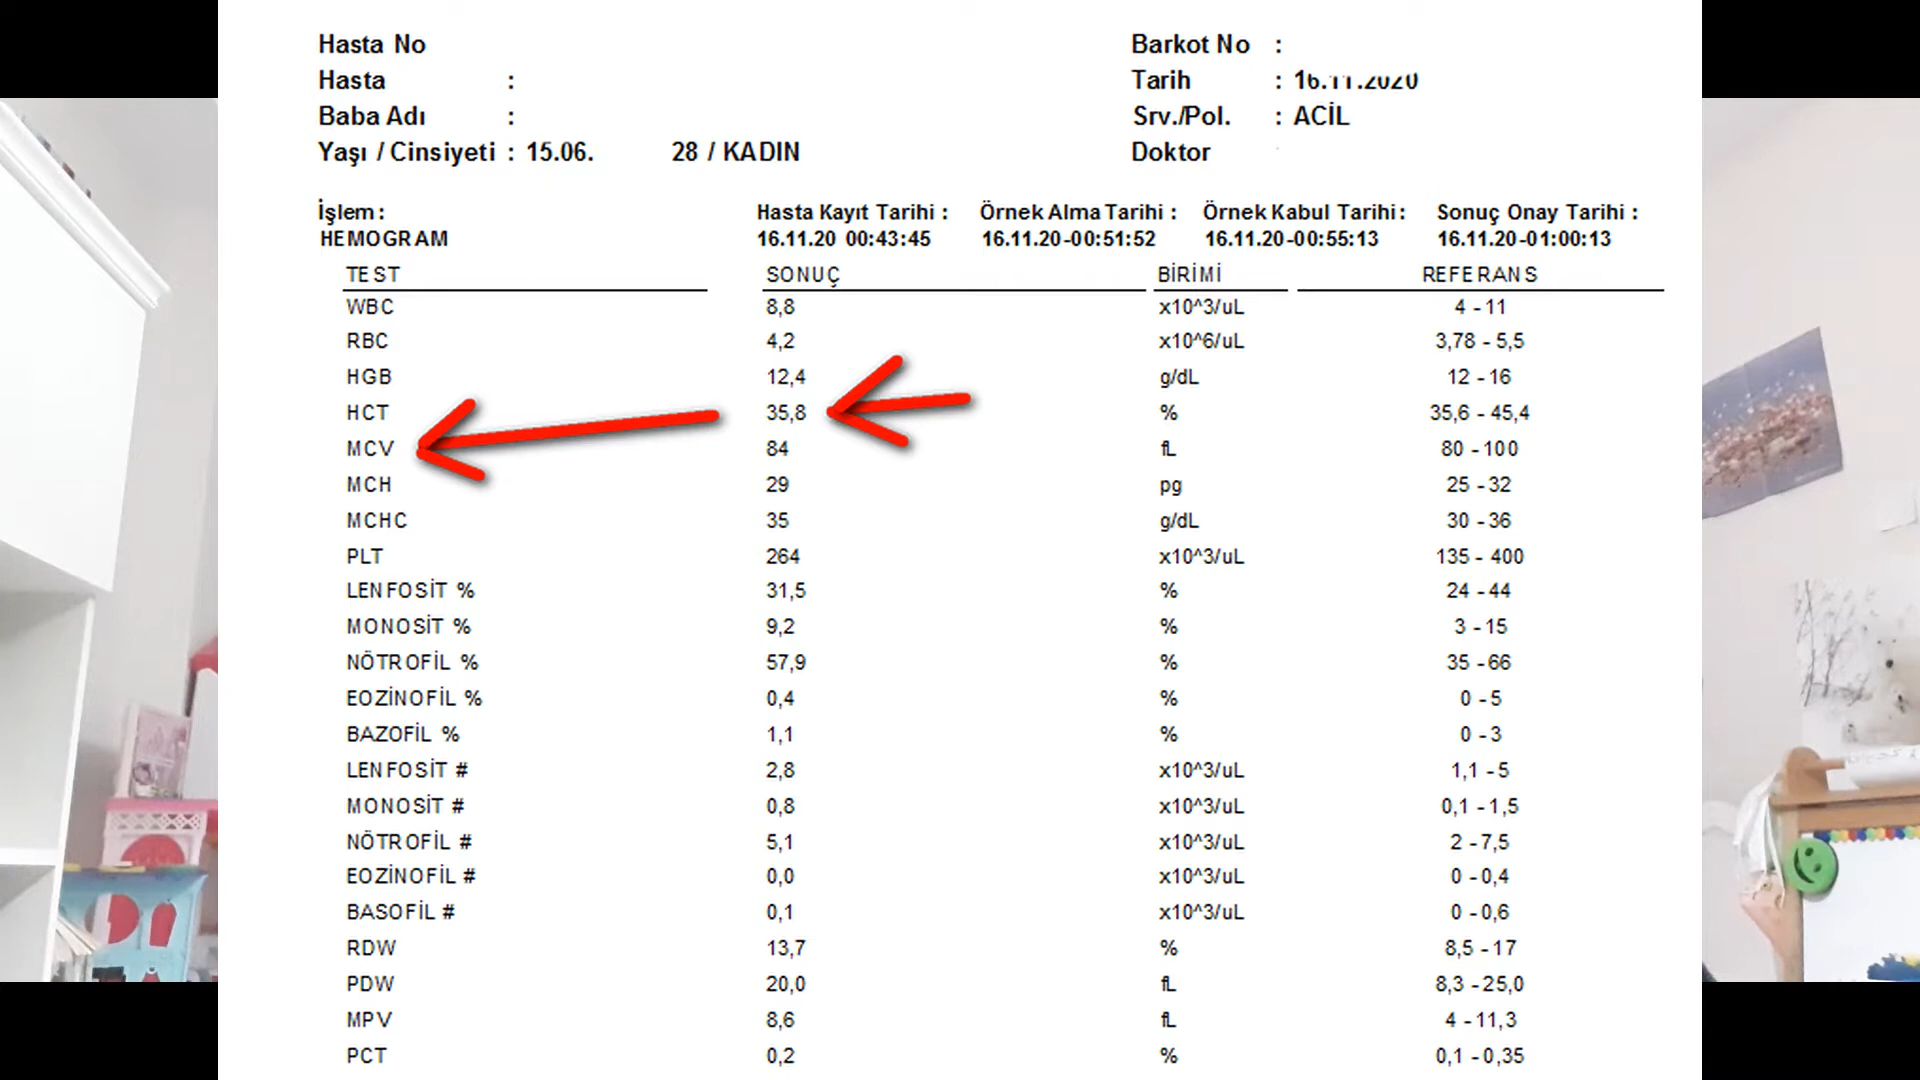 Hasta No Barkot No :
Hasta : Tarih : 16.11.2020
Baba Adı : Srv./Pol. : ACİL
Yaşı / Cinsiyeti : 15.06. 28 / KADIN Doktor
İşlem : Hasta Kayıt Tarihi : Örnek Alma Tarihi : Örnek Kabul Tarihi : Sonuç Onay Tarihi :
HEMOGRAM 16.11.20 00:43:45 16.11.20-00:51:52 16.11.20-00:55:13 16.11.20-01:00:13
TEST SONUÇ BİRİMİ REFERANS
WBC 8,8 x10^3/uL 4 - 11
RBC 4,2 x10^6/uL 3,78 - 5,5
HGB 12,4 g/dL 12 - 16
HCT 35,8 % 35,6 - 45,4
MCV 84 fL 80 - 100
MCH 29 pg 25 - 32
MCHC 35 g/dL 30 - 36
PLT 264 x10^3/uL 135 - 400
LENFOSİT % 31,5 % 24 - 44
MONOSİT % 9,2 % 3 - 15
NÖTROFİL % 57,9 % 35 - 66
EOZİNOFİL % 0,4 % 0 - 5
BAZOFİL % 1,1 % 0 - 3
LENFOSİT # 2,8 x10^3/uL 1,1 - 5
MONOSİT # 0,8 x10^3/uL 0,1 - 1,5
NÖTROFİL # 5,1 x10^3/uL 2 - 7,5
EOZİNOFİL # 0,0 x10^3/uL 0 - 0,4
BASOFİL # 0,1 x10^3/uL 0 - 0,6
RDW 13,7 % 8,5 - 17
PDW 20,0 fL 8,3 - 25,0
MPV 8,6 fL 4 - 11,3
PCT 0,2 % 0,1 - 0,35